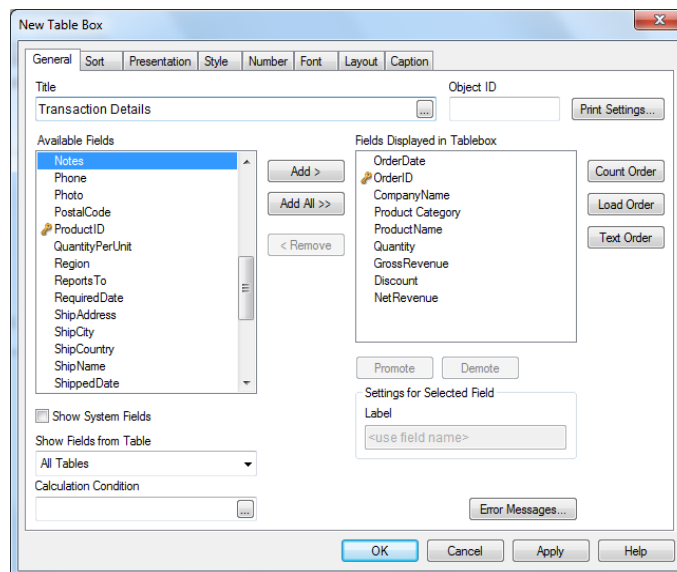 New Table Box
General Sort Presentation Style Number Font Layout Caption
Title
Object ID
Transaction Details
...
Print Settings...
Available Fields
Notes
Phone
Photo
PostalCode
ProductID
QuantityPerUnit
Region
ReportsTo
RequiredDate
ShipAddress
ShipCity
ShipCountry
ShipName
ShippedDate
Add >
Add All >>
< Remove
Fields Displayed in Tablebox
OrderDate
OrderID
CompanyName
Product Category
ProductName
Quantity
GrossRevenue
Discount
NetRevenue
Count Order
Load Order
Text Order
Promote
Demote
Settings for Selected Field
Label
<use field name>
Show System Fields
Show Fields from Table
All Tables
Calculation Condition
...
Error Messages...
OK
Cancel
Apply
Help